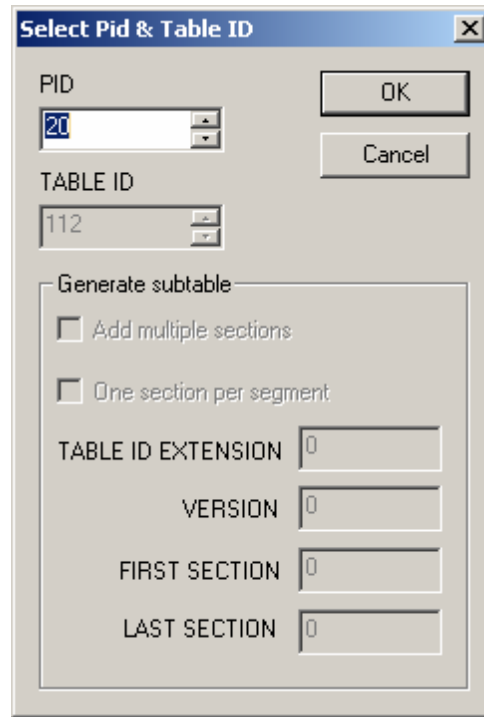 Select Pid & Table ID
PID
OK
20
Cancel
TABLE ID
112
Generate subtable
Add multiple sections
One section per segment
TABLE ID EXTENSION 0
VERSION 0
FIRST SECTION 0
LAST SECTION 0